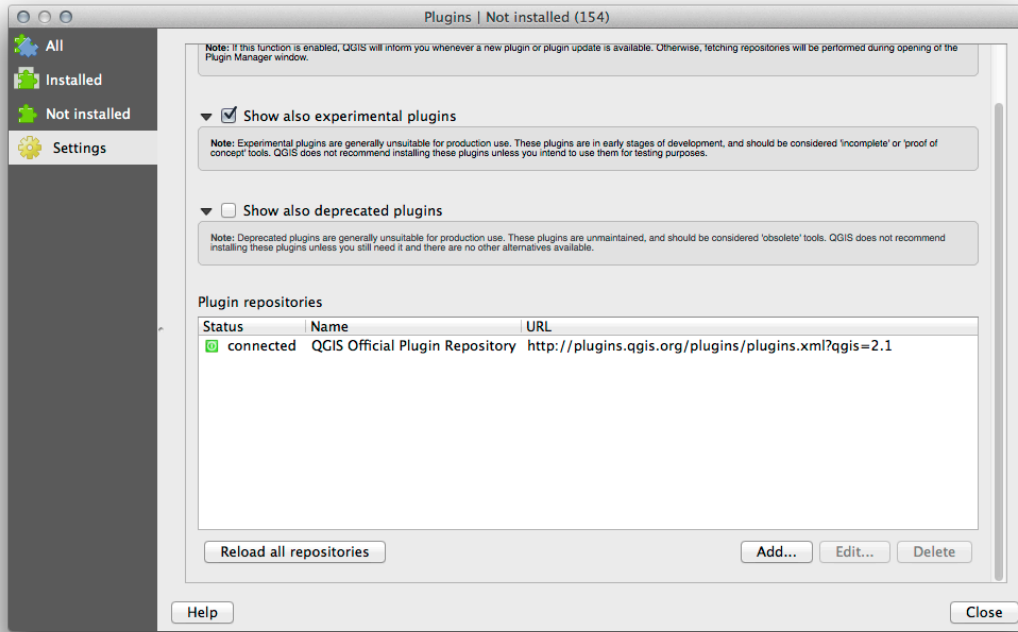 Plugins | Not installed (154)
All
Installed
Not installed
Settings
Note: If this function is enabled, QGIS will inform you whenever a new plugin or plugin update is available. Otherwise, fetching repositories will be performed during opening of the
Plugin Manager window.
Show also experimental plugins
Note: Experimental plugins are generally unsuitable for production use. These plugins are in early stages of development, and should be considered 'incomplete' or 'proof of
concept' tools. QGIS does not recommend installing these plugins unless you intend to use them for testing purposes.
Show also deprecated plugins
Note: Deprecated plugins are generally unsuitable for production use. These plugins are unmaintained, and should be considered 'obsolete' tools. QGIS does not recommend
installing these plugins unless you still need it and there are no other alternatives available.
Plugin repositories
Status Name URL
connected QGIS Official Plugin Repository http://plugins.qgis.org/plugins/plugins.xml?qgis=2.1
Reload all repositories Add... Edit... Delete
Help Close